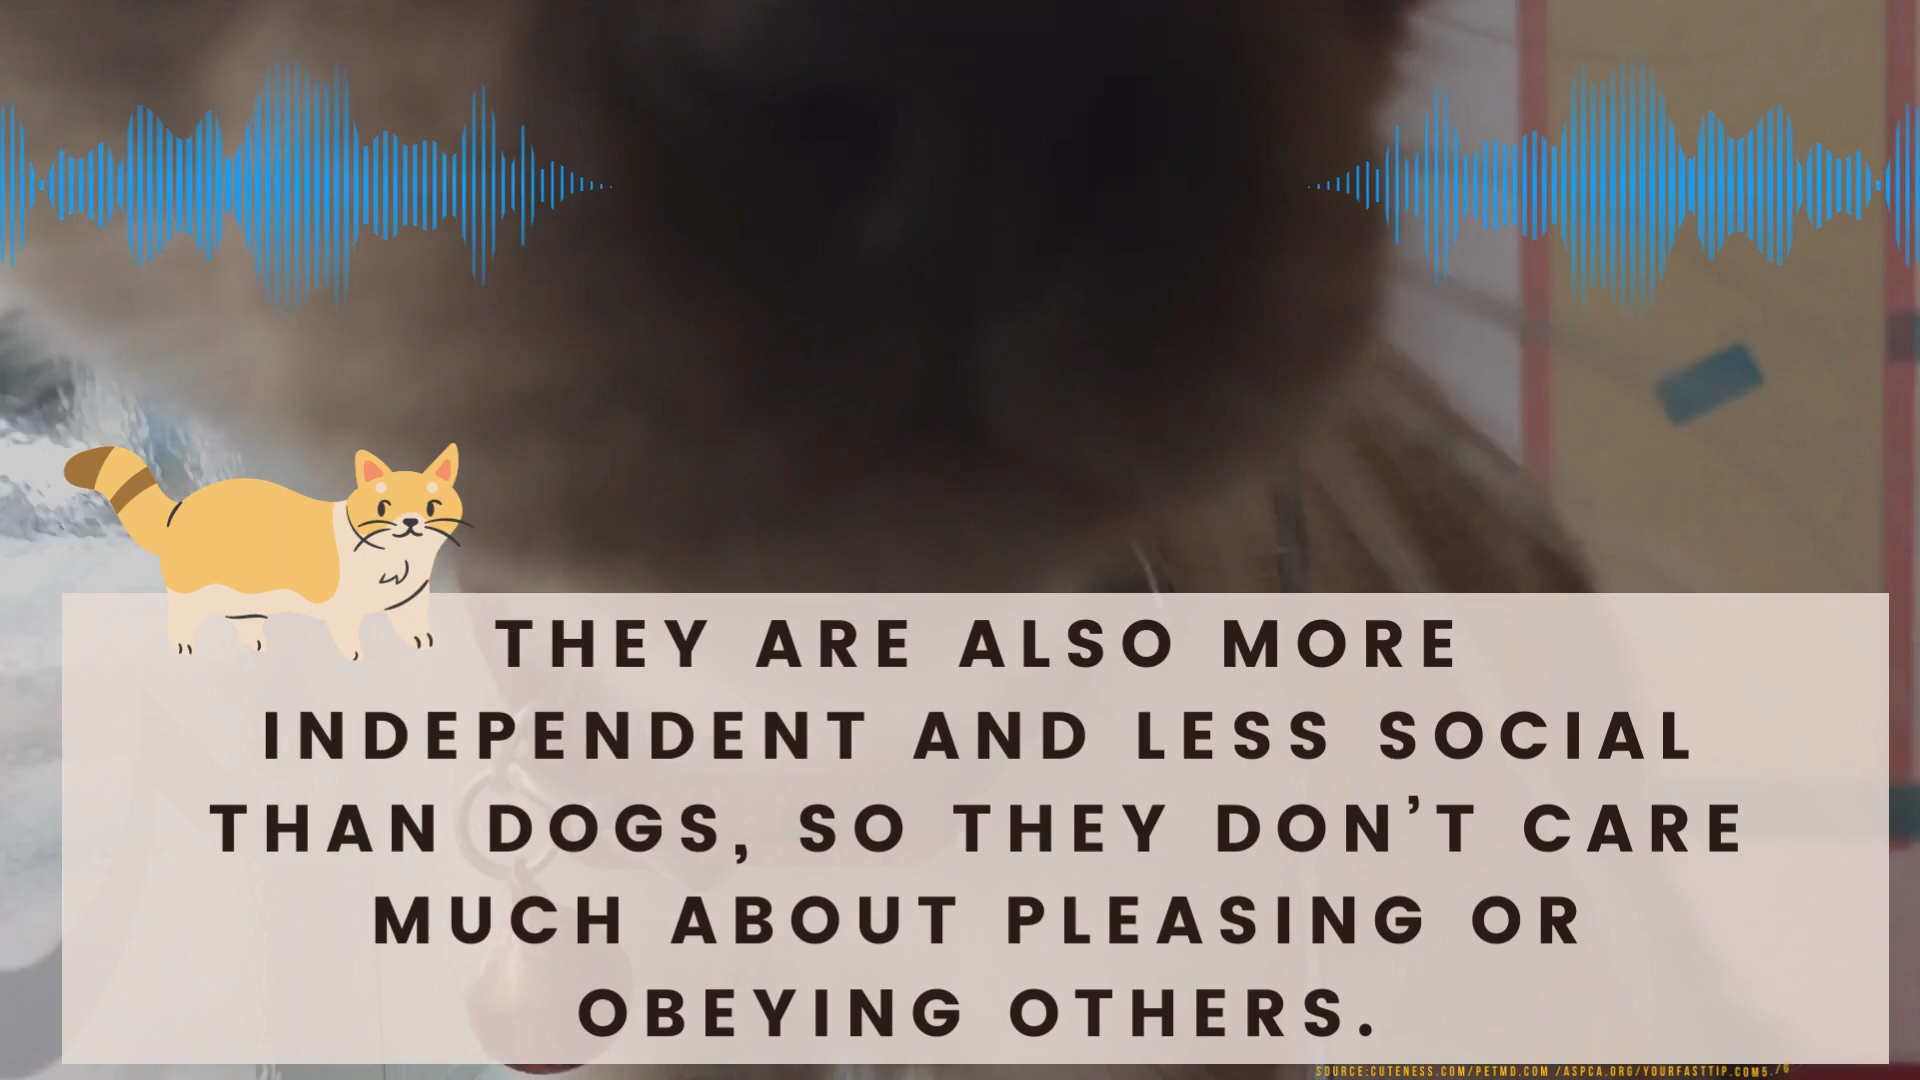 THEY ARE ALSO MORE
INDEPENDENT AND LESS SOCIAL
THAN DOGS, SO THEY DON’T CARE
MUCH ABOUT PLEASING OR
OBEYING OTHERS.
SOURCE:CUTENESS.COM/PETMD.COM /ASPCA.ORG/YOURFASTTIP.COM